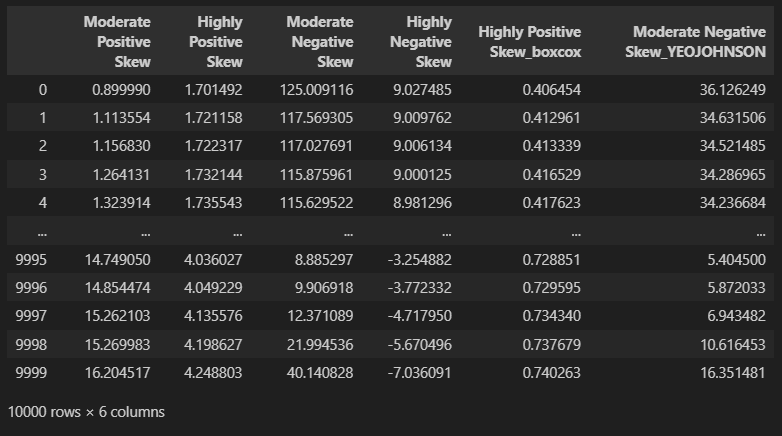 Moderate Positive Skew Highly Positive Skew Moderate Negative Skew Highly Negative Skew Highly Positive Skew_boxcox Moderate Negative Skew_YEOJOHNSON
0 0.899990 1.701492 125.009116 9.027485 0.406454 36.126249
1 1.113554 1.721158 117.569305 9.009762 0.412961 34.631506
2 1.156830 1.722317 117.027691 9.006134 0.413339 34.521485
3 1.264131 1.732144 115.875961 9.000125 0.416529 34.286965
4 1.323914 1.735543 115.629522 8.981296 0.417623 34.236684
... ... ... ... ... ... ...
9995 14.749050 4.036027 8.885297 -3.254882 0.728851 5.404500
9996 14.854474 4.049229 9.906918 -3.772332 0.729595 5.872033
9997 15.262103 4.135576 12.371089 -4.717950 0.734340 6.943482
9998 15.269983 4.198627 21.994536 -5.670496 0.737679 10.616453
9999 16.204517 4.248803 40.140828 -7.036091 0.740263 16.351481
10000 rows × 6 columns